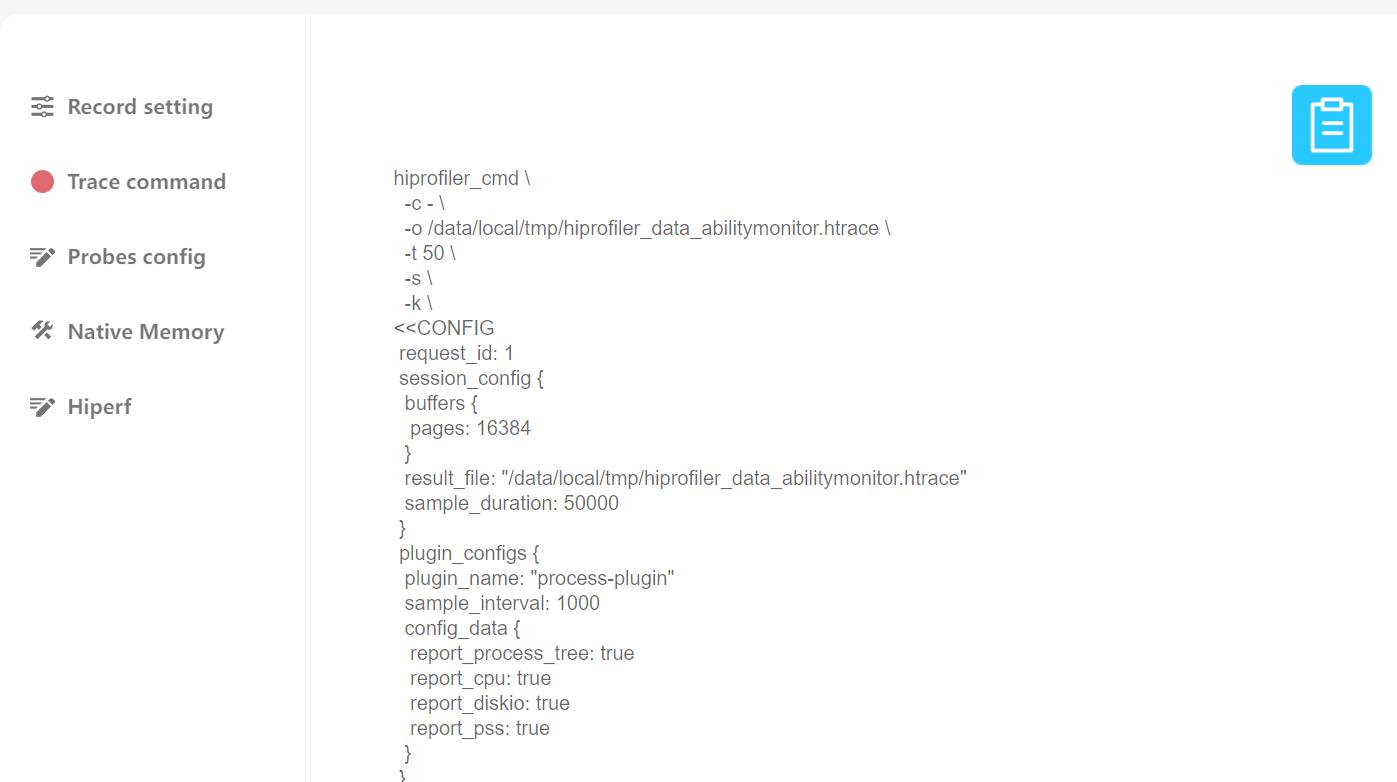 Record setting
Trace command
Probes config
Native Memory
Hiperf
hiprofiler_cmd \
-c - \
-o /data/local/tmp/hiprofiler_data_abilitymonitor.htrace \
-t 50 \
-s \
-k \
<<CONFIG
request_id: 1
session_config {
buffers {
pages: 16384
}
result_file: "/data/local/tmp/hiprofiler_data_abilitymonitor.htrace"
sample_duration: 50000
}
plugin_configs {
plugin_name: "process-plugin"
sample_interval: 1000
config_data {
report_process_tree: true
report_cpu: true
report_diskio: true
report_pss: true
}
}